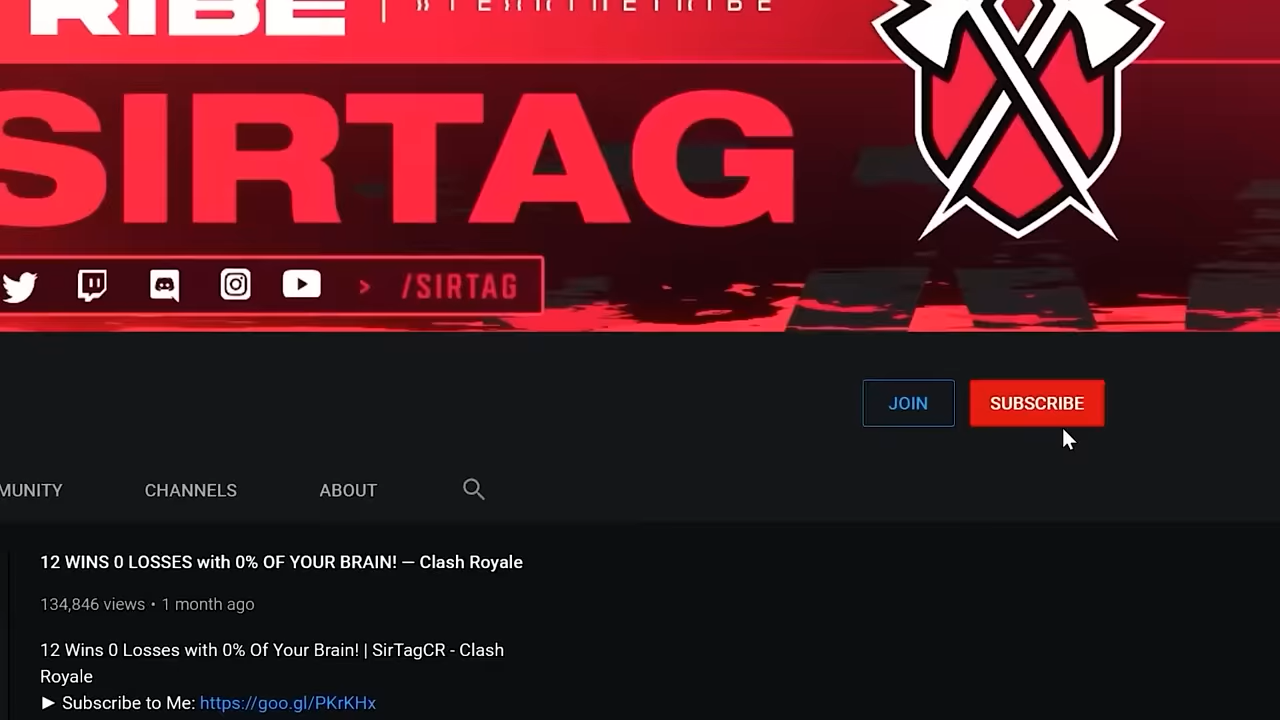 RIBE
SIRTAG
> /SIRTAG
JOIN
SUBSCRIBE
MUNITY
CHANNELS
ABOUT
12 WINS 0 LOSSES with 0% OF YOUR BRAIN! — Clash Royale
134,846 views • 1 month ago
12 Wins 0 Losses with 0% Of Your Brain! | SirTagCR - Clash
Royale
► Subscribe to Me: https://goo.gl/PKrKHx